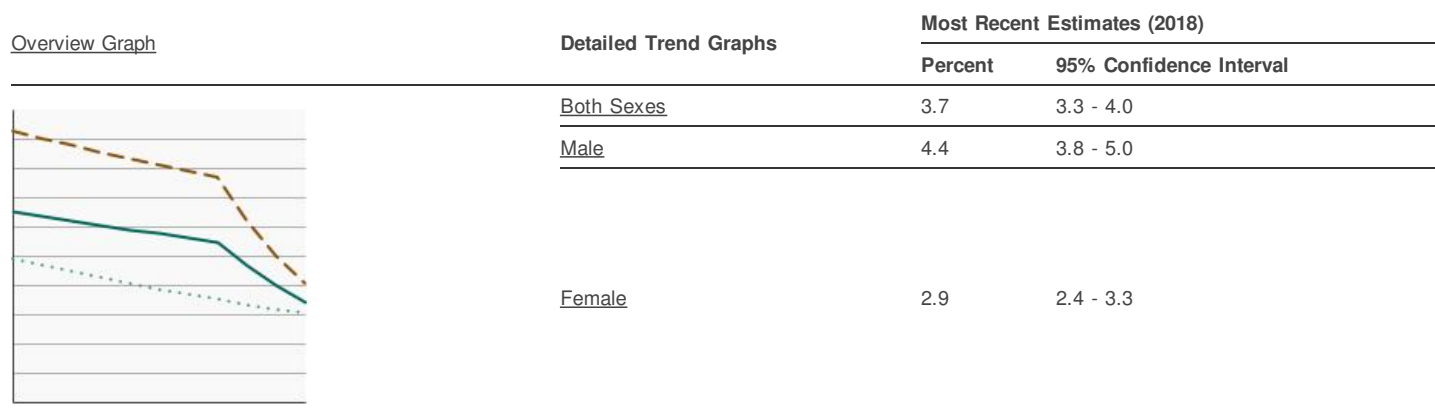 Overview Graph
Detailed Trend Graphs
Most Recent Estimates (2018)
Percent 95% Confidence Interval
Both Sexes 3.7 3.3 - 4.0
Male 4.4 3.8 - 5.0
Female 2.9 2.4 - 3.3